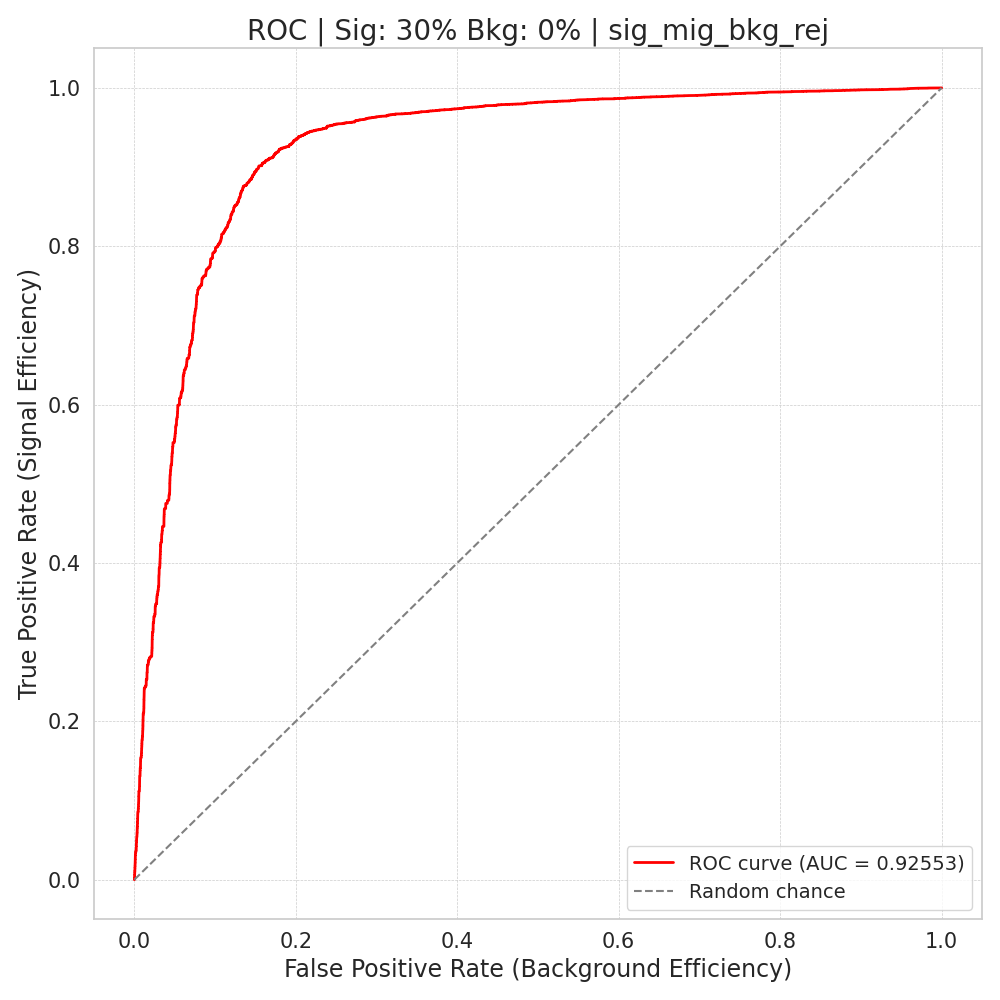 ROC | Sig: 30% Bkg: 0% | sig_mig_bkg_rej
True Positive Rate (Signal Efficiency)
1.0
0.8
0.6
0.4
0.2
0.0
ROC curve (AUC = 0.92553)
Random chance
0.0 0.2 0.4 0.6 0.8 1.0
False Positive Rate (Background Efficiency)